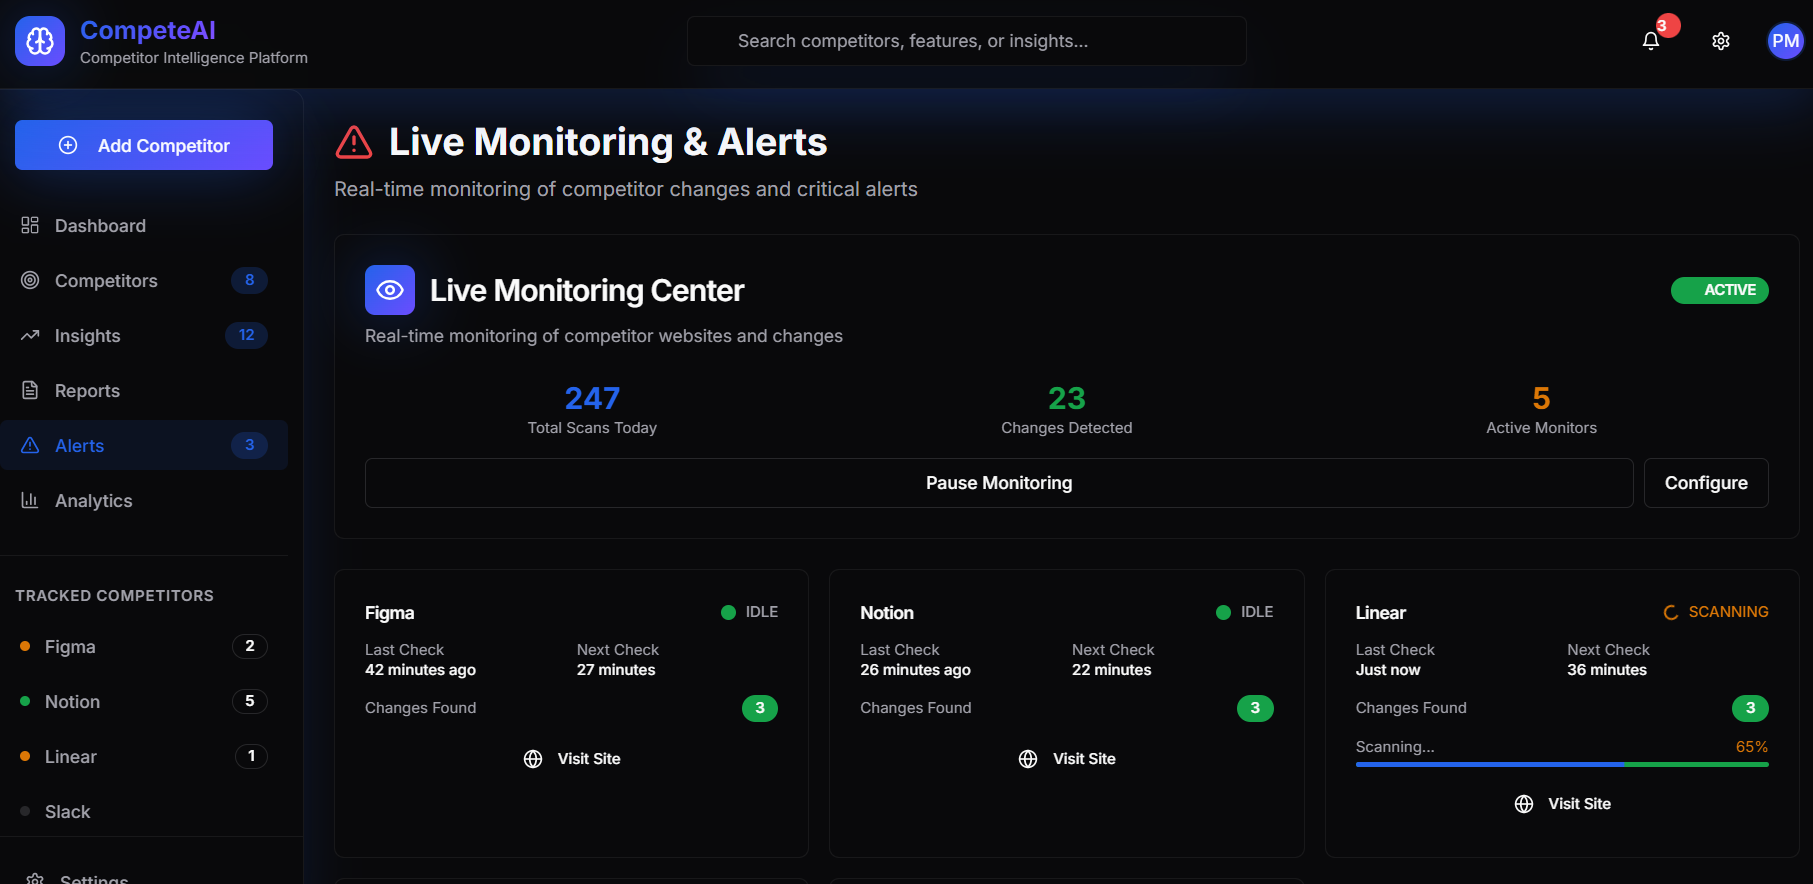 CompeteAI
Competitor Intelligence Platform
Search competitors, features, or insights...
3
PM
Add Competitor
Dashboard
Competitors 8
Insights 12
Reports
Alerts 3
Analytics
TRACKED COMPETITORS
Figma 2
Notion 5
Linear 1
Slack
Settings
Live Monitoring & Alerts
Real-time monitoring of competitor changes and critical alerts
Live Monitoring Center
ACTIVE
Real-time monitoring of competitor websites and changes
247 23 5
Total Scans Today Changes Detected Active Monitors
Pause Monitoring Configure
Figma IDLE
Last Check Next Check
42 minutes ago 27 minutes
Changes Found 3
Visit Site
Notion IDLE
Last Check Next Check
26 minutes ago 22 minutes
Changes Found 3
Visit Site
Linear SCANNING
Last Check Next Check
Just now 36 minutes
Changes Found 3
Scanning... 65%
Visit Site